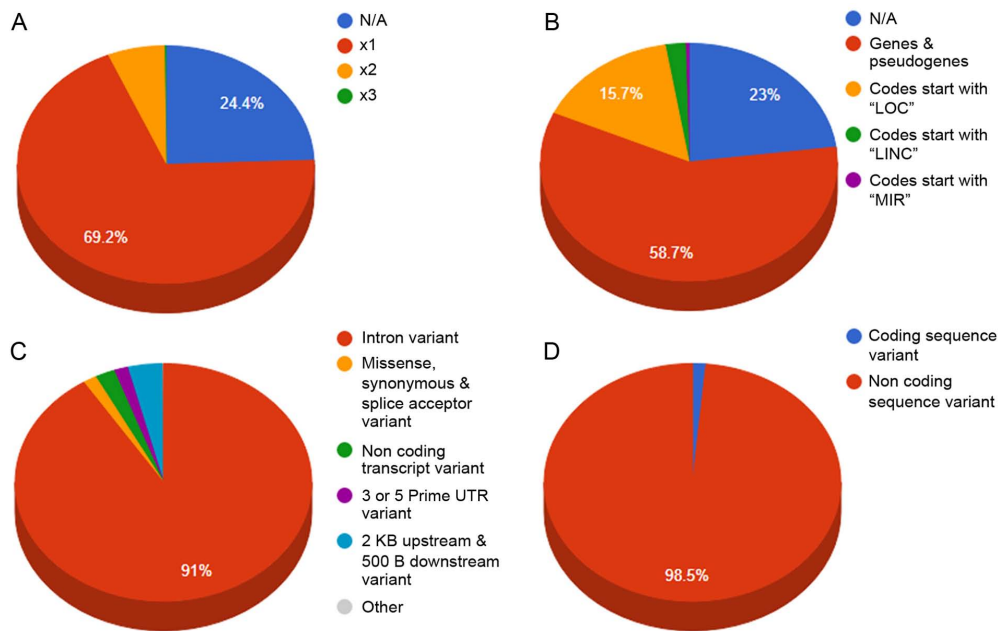 A
N/A
x1
x2
x3
24.4%
69.2%
B
N/A
Genes &
pseudogenes
Codes start with
“LOC”
Codes start with
“LINC”
Codes start with
“MIR”
15.7%
23%
58.7%
C
Intron variant
Missense,
synonymous &
splice acceptor
variant
Non coding
transcript variant
3 or 5 Prime UTR
variant
2 KB upstream &
500 B downstream
variant
Other
91%
D
Coding sequence
variant
Non coding
sequence variant
98.5%